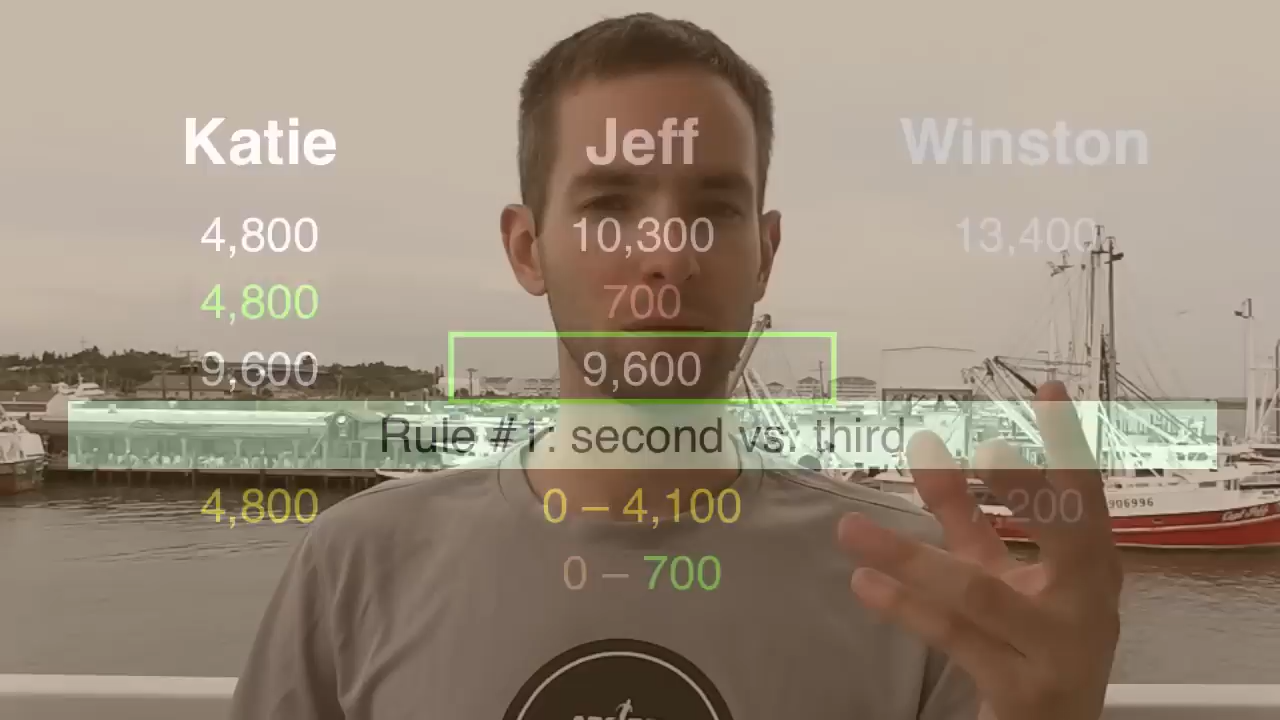 Katie Jeff Winston
4,800 10,300 13,400
4,800 700
9,600 9,600
Rule #1: second vs. third
4,800 0 – 4,100 7,200
0 – 700
906996